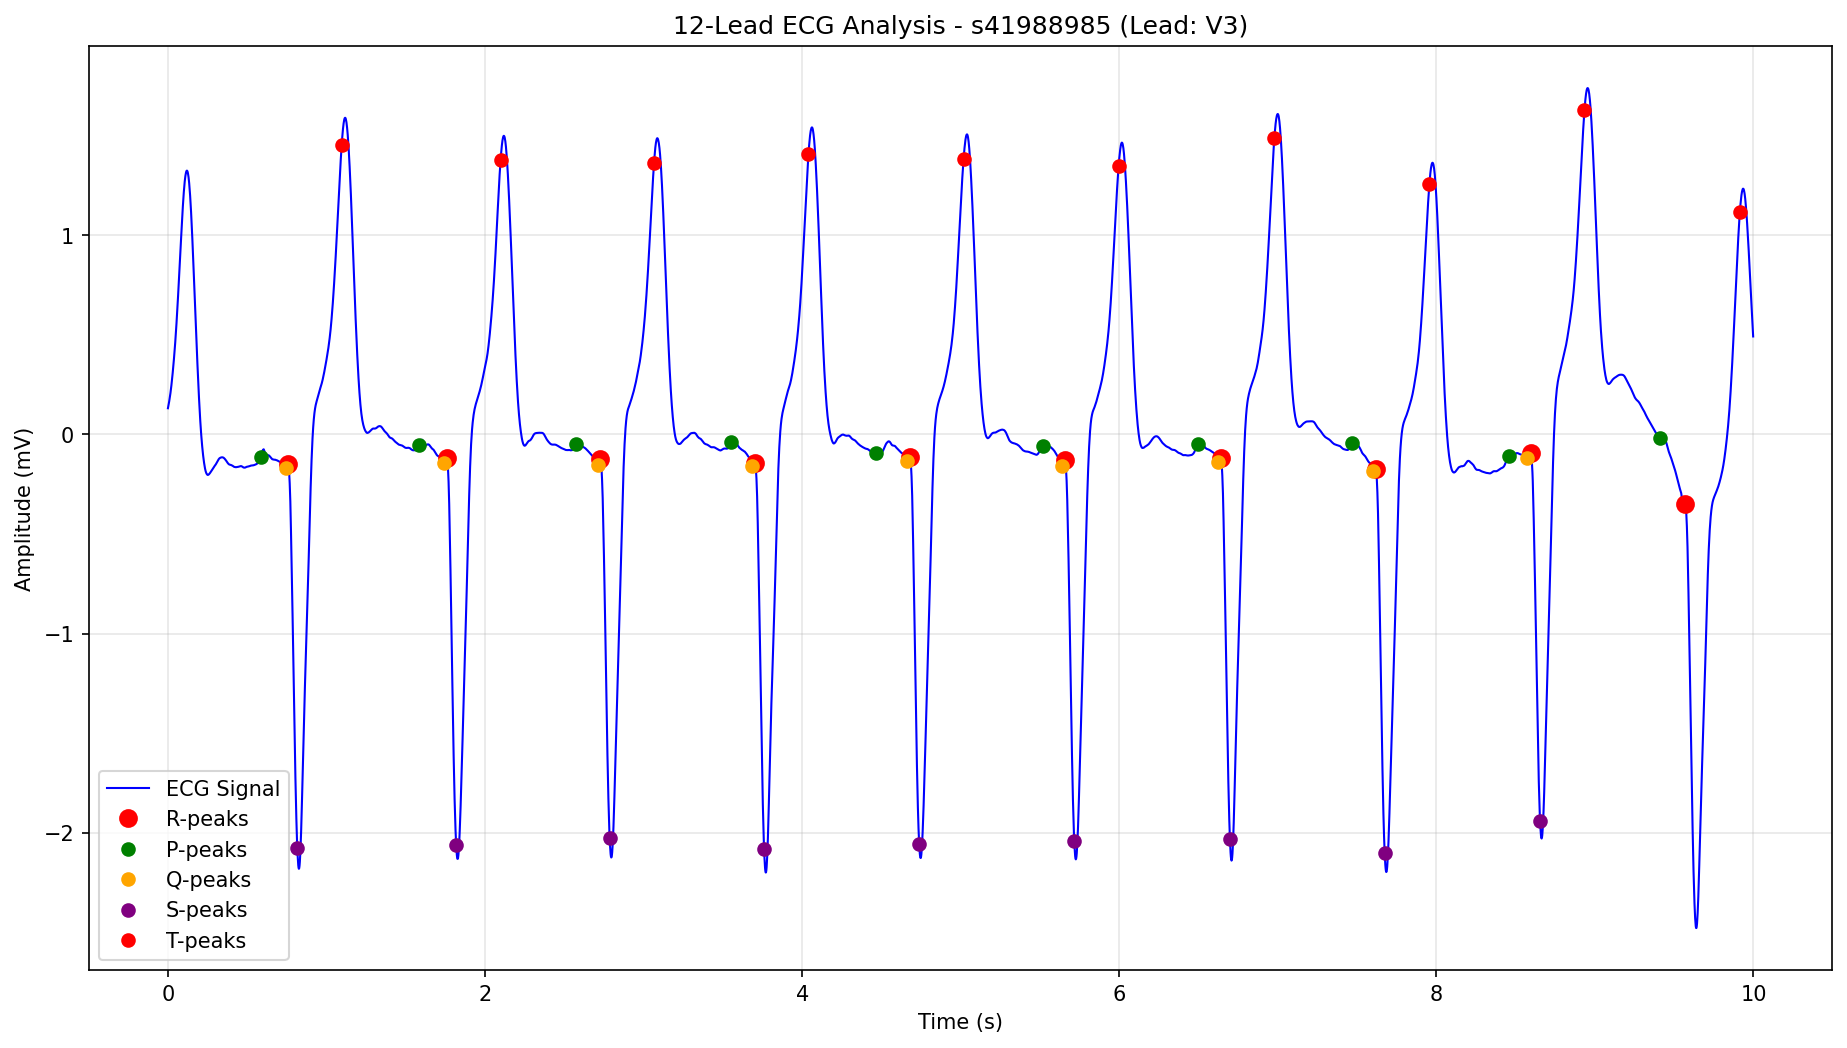 12-Lead ECG Analysis - s41988985 (Lead: V3)
Amplitude (mV)
1
0
−1
−2
ECG Signal
R-peaks
P-peaks
Q-peaks
S-peaks
T-peaks
0 2 4 6 8 10
Time (s)